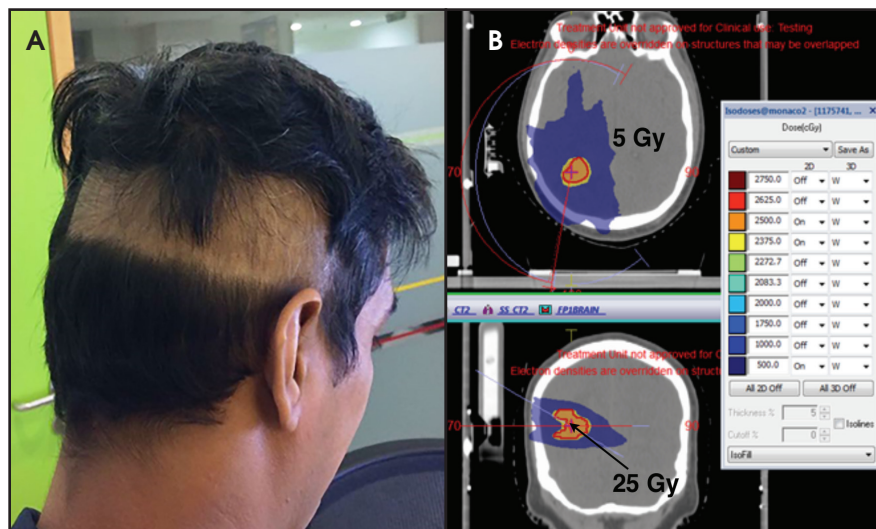 A
B
Treatment Unit not approved for Clinical use: Testing
Electron densities are overridden on structures that may be overlapped
5 Gy
70
90
Isodoses@monaco2 - [1175741, ...
Dose(cGy)
Custom
Save As
2D
3D
2750.0 Off W
2625.0 Off W
2500.0 On W
2375.0 On W
2272.7 Off W
2083.3 Off W
2000.0 Off W
1750.0 Off W
1000.0 Off W
500.0 On W
All 2D Off
All 3D Off
Thickness % 5
Isolines
Cutoff % 0
IsoFill
CT2 SS_CT2 FP1BRAIN
Treatment Unit not approved for C
Electron densities are overridden on struct
70
90
25 Gy